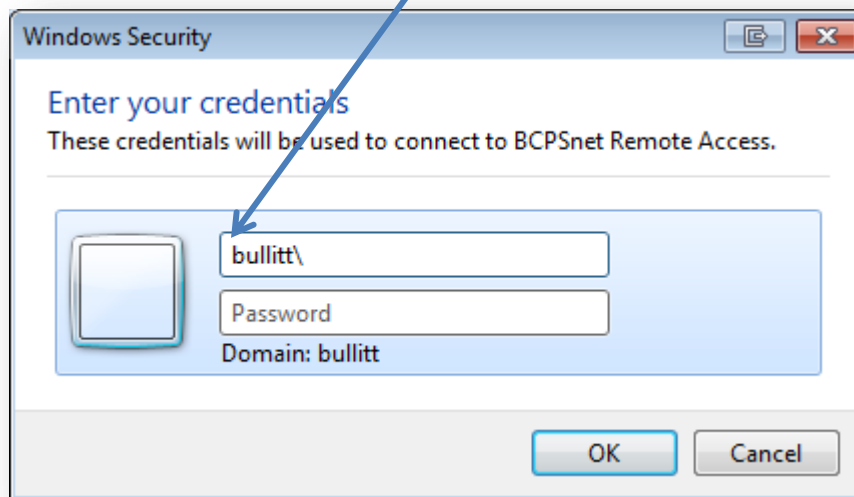 Windows Security
Enter your credentials
These credentials will be used to connect to BCPSnet Remote Access.
bullitt\
Password
Domain: bullitt
OK
Cancel